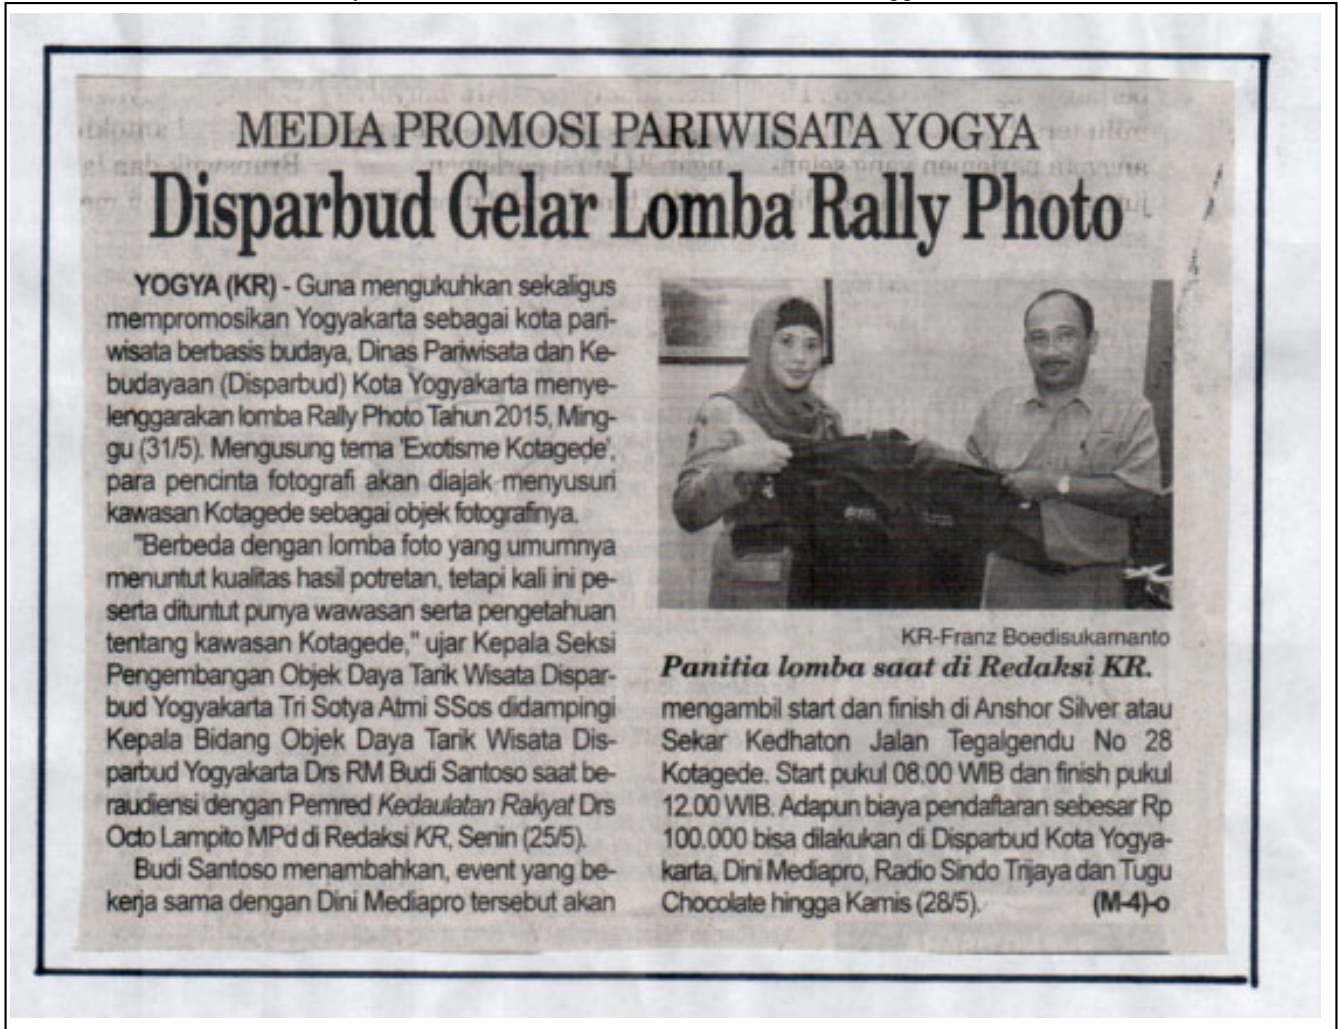 MEDIA PROMOSI PARIWISATA YOGYA
Disparbud Gelar Lomba Rally Photo
YOGYA (KR) - Guna mengukuhkan sekaligus
mempromosikan Yogyakarta sebagai kota pari-
wisata berbasis budaya, Dinas Pariwisata dan Ke-
budayaan (Disparbud) Kota Yogyakarta menye-
lenggarakan lomba Rally Photo Tahun 2015, Ming-
gu (31/5). Mengusung tema 'Exotisme Kotagede',
para pencinta fotografi akan diajak menyusuri
kawasan Kotagede sebagai objek fotografinya.
"Berbeda dengan lomba foto yang umumnya
menuntut kualitas hasil potretan, tetapi kali ini pe-
serta dituntut punya wawasan serta pengetahuan
tentang kawasan Kotagede," ujar Kepala Seksi
Pengembangan Objek Daya Tarik Wisata Dispar-
bud Yogyakarta Tri Sotya Atmi SSos didampingi
Kepala Bidang Objek Daya Tarik Wisata Dis-
parbud Yogyakarta Drs RM Budi Santoso saat be-
raudiensi dengan Pemred Kedaulatan Rakyat Drs
Octo Lampito MPd di Redaksi KR, Senin (25/5).
Budi Santoso menambahkan, event yang be-
kerja sama dengan Dini Mediapro tersebut akan
KR-Franz Boedisukarnanto
Panitia lomba saat di Redaksi KR.
mengambil start dan finish di Anshor Silver atau
Sekar Kedhaton Jalan Tegalgendu No 28
Kotagede. Start pukul 08.00 WIB dan finish pukul
12.00 WIB. Adapun biaya pendaftaran sebesar Rp
100.000 bisa dilakukan di Disparbud Kota Yogya-
karta, Dini Mediapro, Radio Sindo Trijaya dan Tugu
Chocolate hingga Kamis (28/5). (M-4)-o